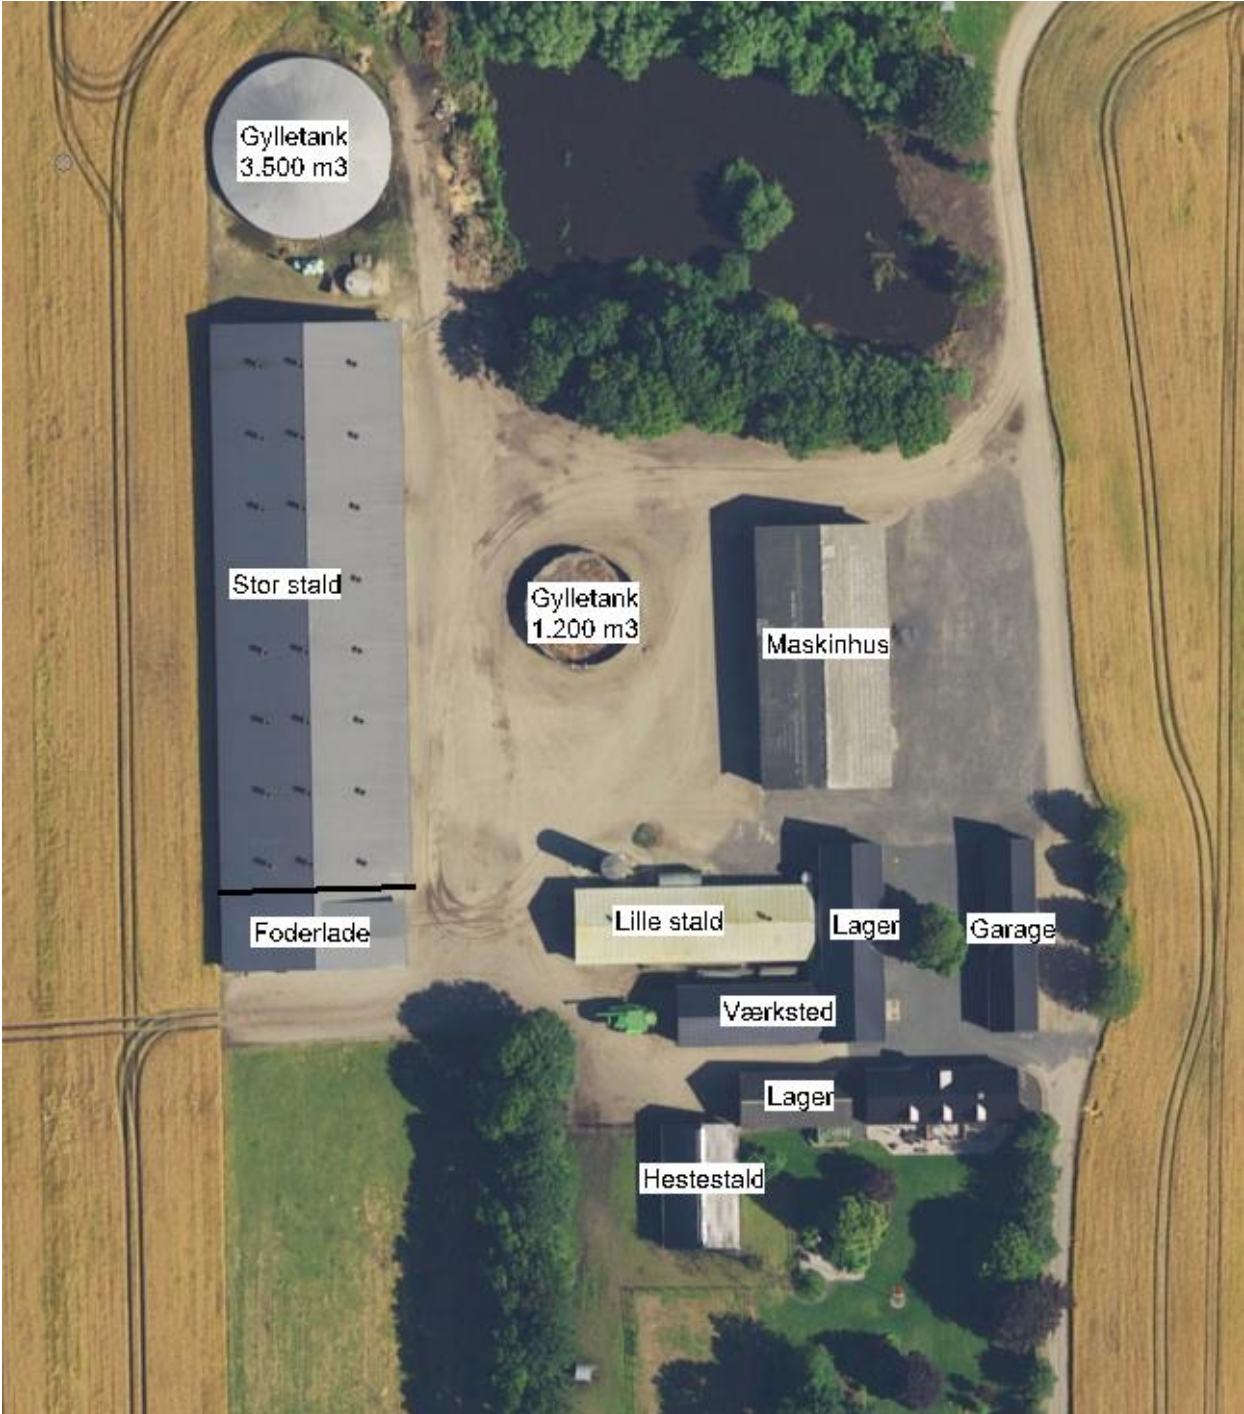 Gylletank
3.500 m3
Stor stald
Gylletank
1.200 m3
Maskinhus
Foderlade
Lille stald
Lager
Garage
Værksted
Lager
Hestestald